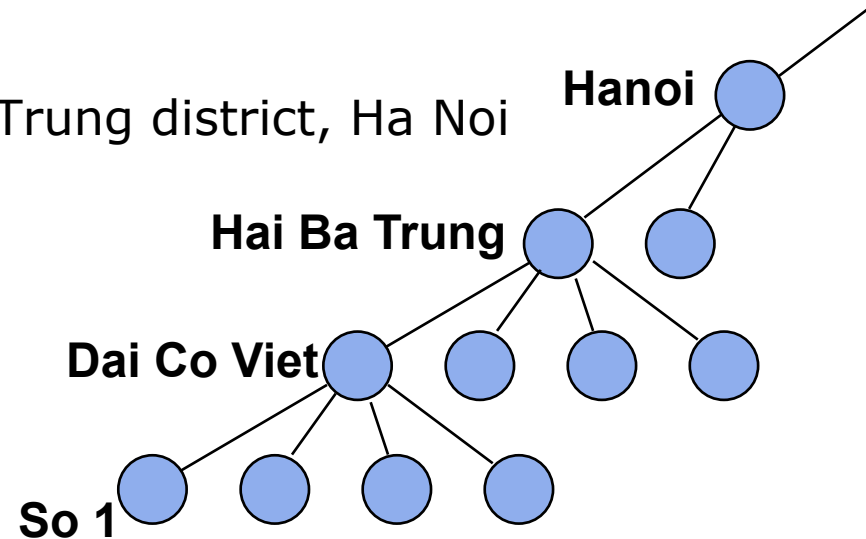 Hanoi
Trung district, Ha Noi
Hai Ba Trung
Dai Co Viet
So 1